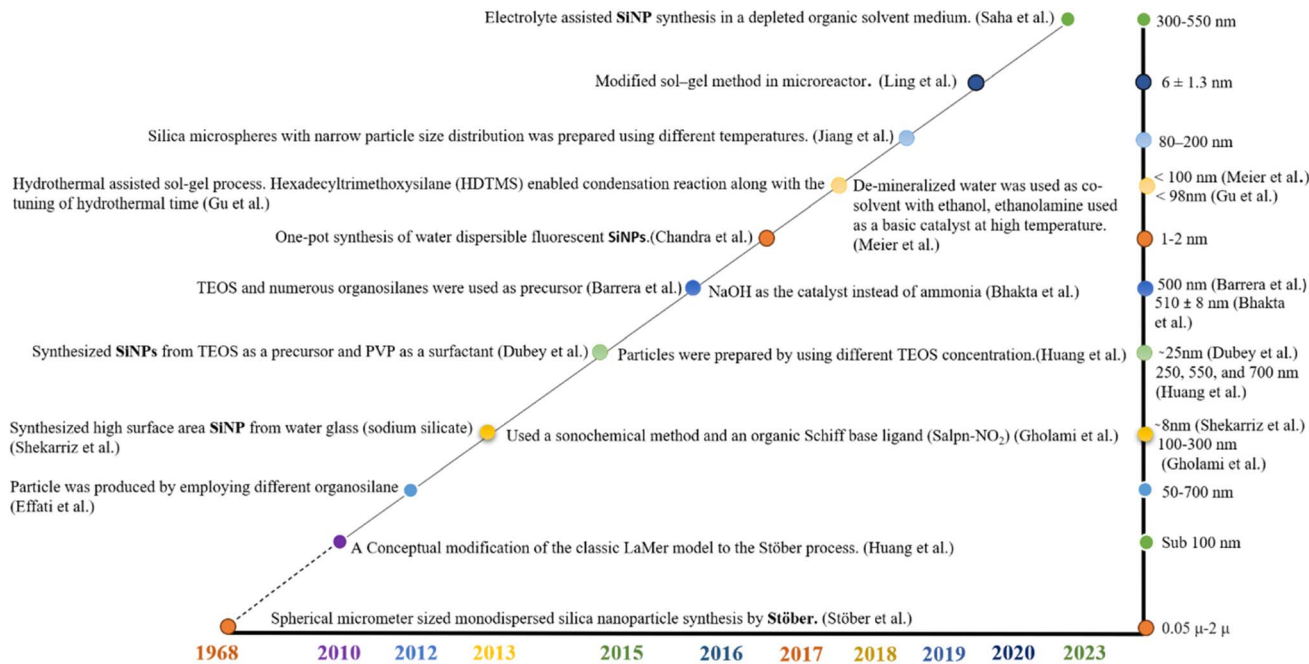 Electrolyte assisted SiNP synthesis in a depleted organic solvent medium. (Saha et al.)
300-550 nm
Modified sol–gel method in microreactor. (Ling et al.)
6 ± 1.3 nm
Silica microspheres with narrow particle size distribution was prepared using different temperatures. (Jiang et al.)
80–200 nm
Hydrothermal assisted sol-gel process. Hexadecyltrimethoxysilane (HDTMS) enabled condensation reaction along with the
tuning of hydrothermal time (Gu et al.)
De-mineralized water was used as co-
solvent with ethanol, ethanolamine used
as a basic catalyst at high temperature.
(Meier et al.)
< 100 nm (Meier et al.)
< 98nm (Gu et al.)
One-pot synthesis of water dispersible fluorescent SiNPs.(Chandra et al.)
1-2 nm
TEOS and numerous organosilanes were used as precursor (Barrera et al.)
NaOH as the catalyst instead of ammonia (Bhakta et al.)
500 nm (Barrera et al.)
510 ± 8 nm (Bhakta
et al.)
Synthesized SiNPs from TEOS as a precursor and PVP as a surfactant (Dubey et al.)
Particles were prepared by using different TEOS concentration.(Huang et al.)
~25nm (Dubey et al.)
250, 550, and 700 nm
(Huang et al.)
Synthesized high surface area SiNP from water glass (sodium silicate)
(Shekarriz et al.)
Used a sonochemical method and an organic Schiff base ligand (Salpn-NO₂) (Gholami et al.)
~8nm (Shekarriz et al.)
100-300 nm
(Gholami et al.)
Particle was produced by employing different organosilane
(Effati et al.)
50-700 nm
A Conceptual modification of the classic LaMer model to the Stöber process. (Huang et al.)
Sub 100 nm
Spherical micrometer sized monodispersed silica nanoparticle synthesis by Stöber. (Stöber et al.)
0.05 μ-2 μ
1968 2010 2012 2013 2015 2016 2017 2018 2019 2020 2023